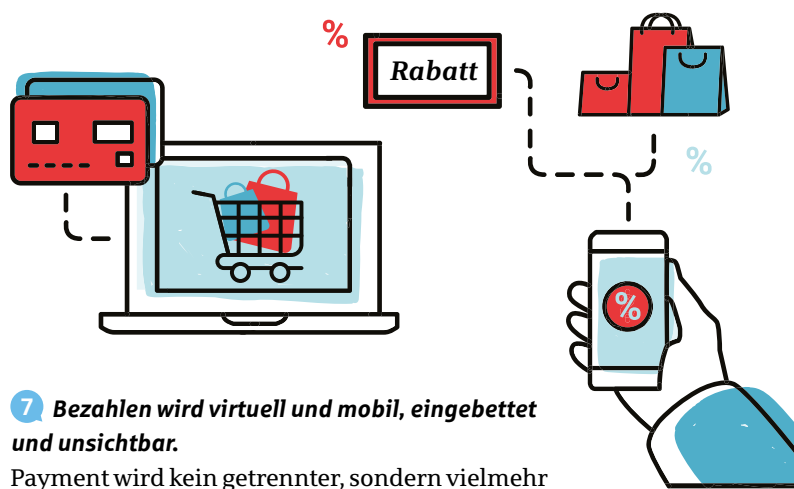 %
Rabatt
%
%
7 Bezahlen wird virtuell und mobil, eingebettet
und unsichtbar.
Payment wird kein getrennter, sondern vielmehr